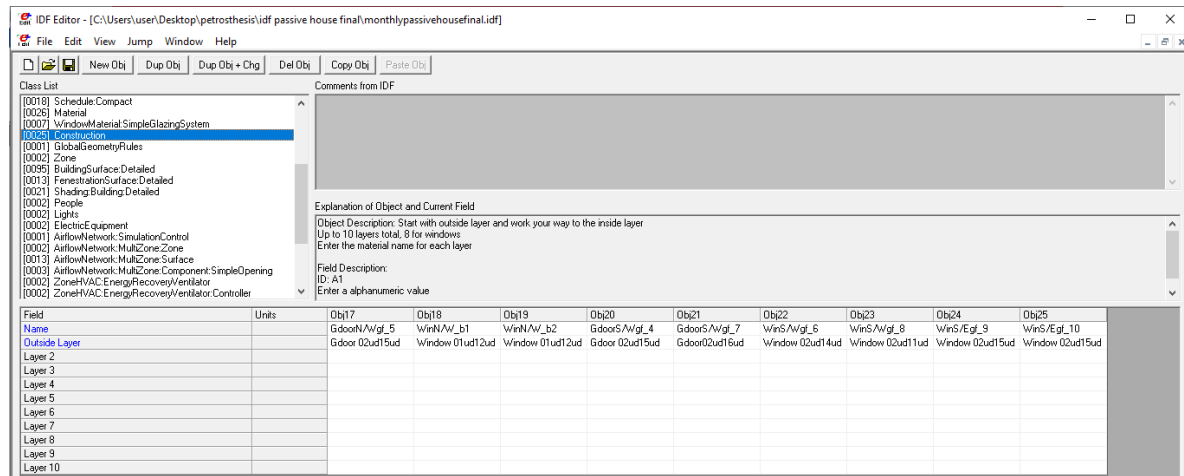 IDF Editor - [C:\Users\user\Desktop\petrosthesis\idf passive house final\monthlypassivehousefinal.idf]
File Edit View Jump Window Help
New Obj Dup Obj Dup Obj + Chg Del Obj Copy Obj Paste Obj
Class List
Comments from IDF
[0018] Schedule:Compact
[0026] Material
[0007] WindowMaterial:SimpleGlazingSystem
[0025] Construction
[0001] GlobalGeometryRules
[0002] Zone
[0095] BuildingSurface:Detailed
[0013] FenestrationSurface:Detailed
[0021] Shading:Building:Detailed
[0002] People
[0002] Lights
[0002] ElectricEquipment
[0001] AirflowNetwork:SimulationControl
[0002] AirflowNetwork:MultiZone:Zone
[0013] AirflowNetwork:MultiZone:Surface
[0003] AirflowNetwork:MultiZone:Component:SimpleOpening
[0002] ZoneHVAC:EnergyRecoveryVentilator
[0002] ZoneHVAC:EnergyRecoveryVentilator:Controller
Explanation of Object and Current Field
Object Description: Start with outside layer and work your way to the inside layer
Up to 10 layers total, 8 for windows
Enter the material name for each layer
Field Description:
ID: A1
Enter a alphanumeric value
Field Units Obj17 Obj18 Obj19 Obj20 Obj21 Obj22 Obj23 Obj24 Obj25
Name GdoorN/Wgf_5 WinN/W_b1 WinN/W_b2 GdoorS/Wgf_4 GdoorS/Wgf_7 WinS/Wgf_6 WinS/Wgf_8 WinS/Egf_9 WinS/Egf_10
Outside Layer Gdoor 02ud15ud Window 01ud12ud Window 01ud12ud Gdoor 02ud15ud Gdoor02ud16ud Window 02ud14ud Window 02ud11ud Window 02ud15ud Window 02ud15ud
Layer 2
Layer 3
Layer 4
Layer 5
Layer 6
Layer 7
Layer 8
Layer 9
Layer 10